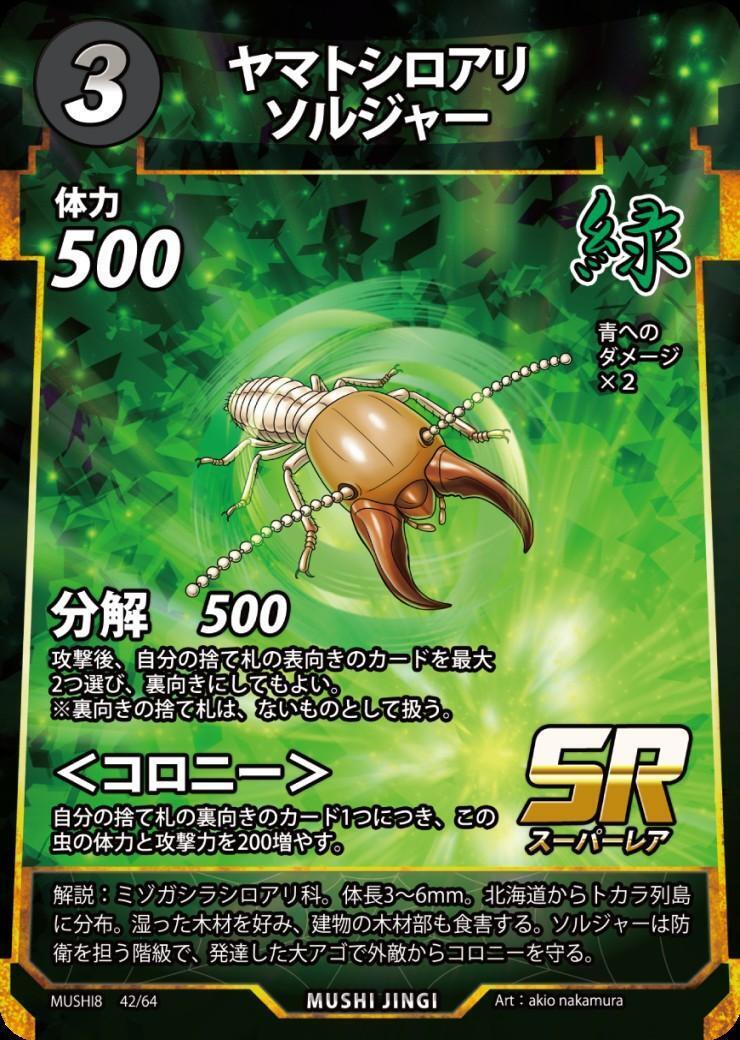 3
ヤマトシロアリ
ソルジャー
体力
500
緑
青への
ダメージ
×2
分解 500
攻撃後、自分の捨て札の表向きのカードを最大
2つ選び、裏向きにしてもよい。
※裏向きの捨て札は、ないものとして扱う。
＜コロニー＞
自分の捨て札の裏向きのカード1つにつき、この
虫の体力と攻撃力を200増やす。
SR
スーパーレア
解説：ミゾガシラシロアリ科。体長3〜6mm。北海道からトカラ列島
に分布。湿った木材を好み、建物の木材部も食害する。ソルジャーは防
衛を担う階級で、発達した大アゴで外敵からコロニーを守る。
MUSHI8 42/64
MUSHI JINGI
Art：akio nakamura